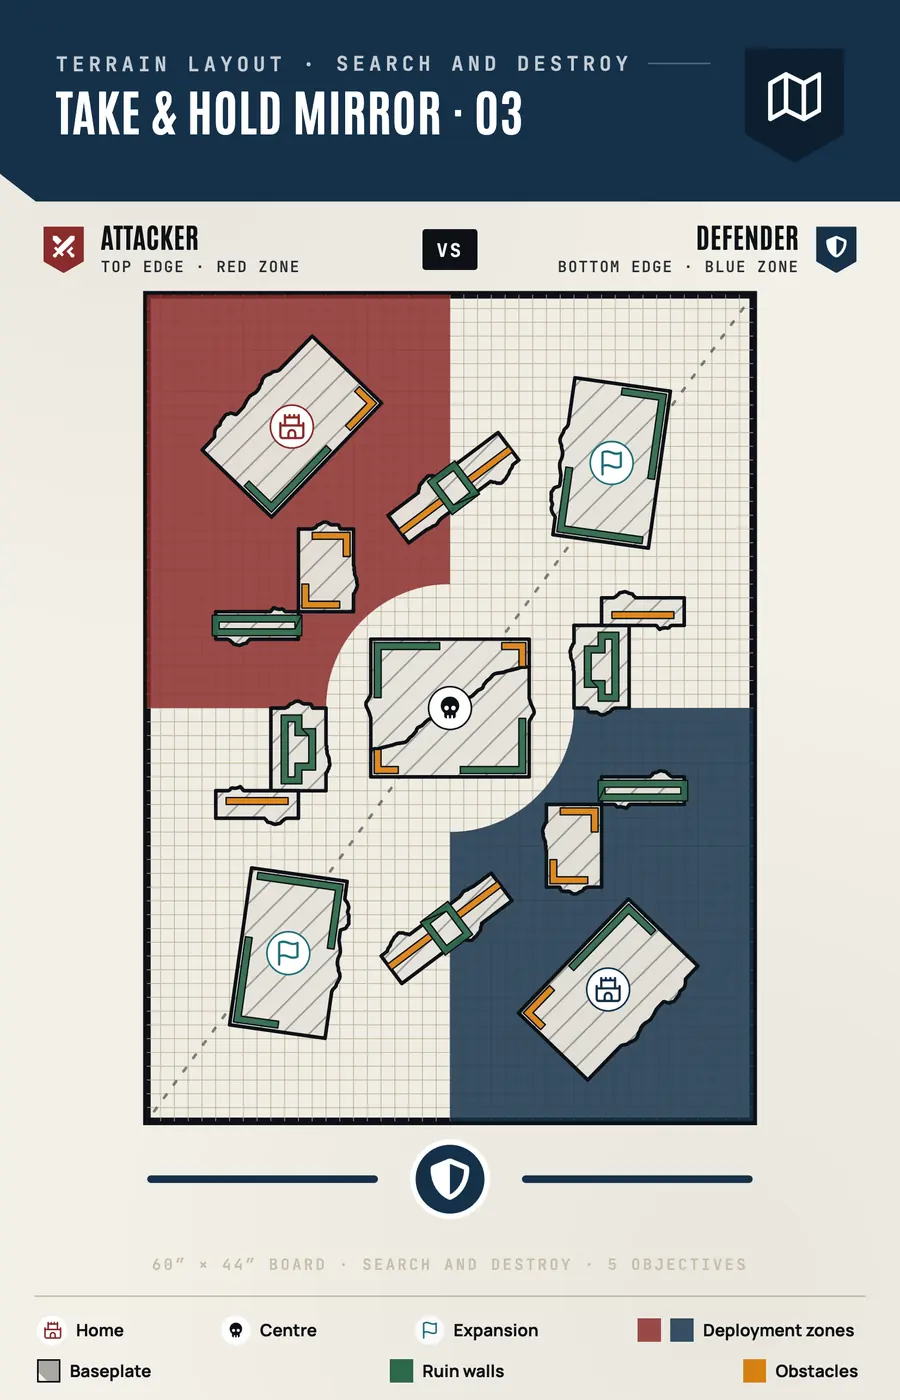 TERRAIN LAYOUT · SEARCH AND DESTROY
TAKE & HOLD MIRROR · 03
ATTACKER
TOP EDGE · RED ZONE
VS
DEFENDER
BOTTOM EDGE · BLUE ZONE
60″ × 44″ BOARD · SEARCH AND DESTROY · 5 OBJECTIVES
Home
Centre
Expansion
Deployment zones
Baseplate
Ruin walls
Obstacles